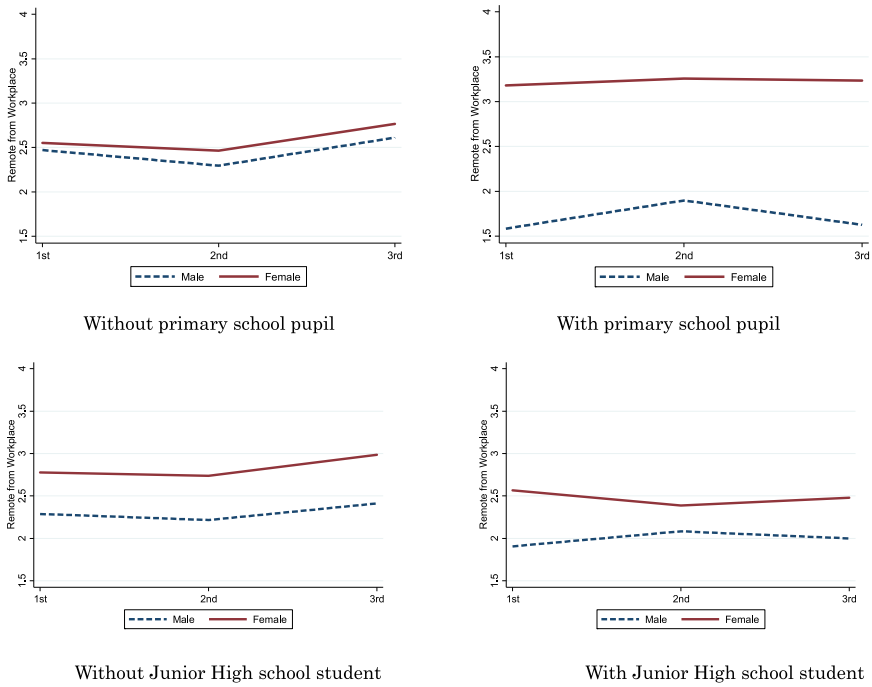 4
3.5
3
2.5
2
1.5
Remote from Workplace
1st 2nd 3rd
Male Female
Without primary school pupil
4
3.5
3
2.5
2
1.5
Remote from Workplace
1st 2nd 3rd
Male Female
With primary school pupil
4
3.5
3
2.5
2
1.5
Remote from Workplace
1st 2nd 3rd
Male Female
Without Junior High school student
4
3.5
3
2.5
2
1.5
Remote from Workplace
1st 2nd 3rd
Male Female
With Junior High school student